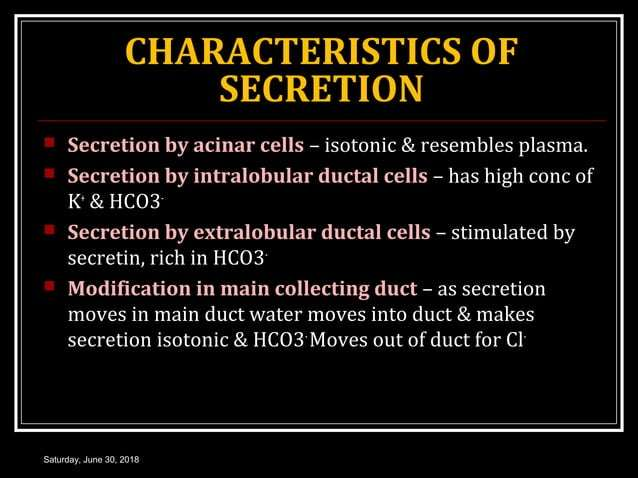 CHARACTERISTICS OF
SECRETION
Secretion by acinar cells – isotonic & resembles plasma.
Secretion by intralobular ductal cells – has high conc of
K⁺ & HCO3⁻
Secretion by extralobular ductal cells – stimulated by
secretin, rich in HCO3⁻
Modification in main collecting duct – as secretion
moves in main duct water moves into duct & makes
secretion isotonic & HCO3⁻ Moves out of duct for Cl⁻
Saturday, June 30, 2018